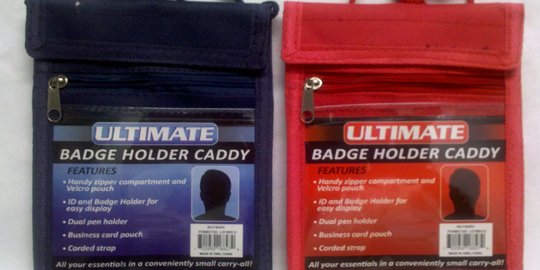 ULTIMATE
BADGE HOLDER CADDY
FEATURES
• Handy zipper compartment and
Velcro pouch
• ID and Badge Holder for
easy display
• Dual pen holder
• Business card pouch
• Corded strap
All your essentials in a conveniently small carry-all!
ULTIMATE
BADGE HOLDER CADDY
FEATURES
• Handy zipper compartment and
Velcro pouch
• ID and Badge Holder for
easy display
• Dual pen holder
• Business card pouch
• Corded strap
All your essentials in a conveniently small carry-all!